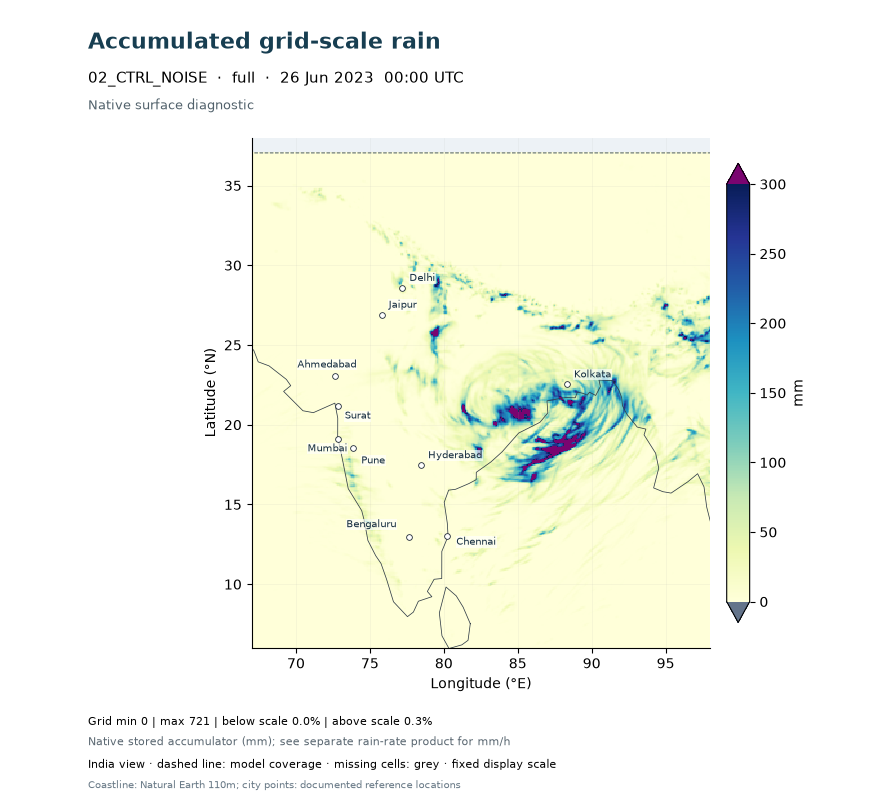 Accumulated grid-scale rain
02_CTRL_NOISE · full · 26 Jun 2023 00:00 UTC
Native surface diagnostic
35
30
25
20
15
10
Latitude (°N)
70 75 80 85 90 95
Longitude (°E)
Delhi
Jaipur
Ahmedabad
Kolkata
Surat
Mumbai
Pune
Hyderabad
Bengaluru
Chennai
300
250
200
150
100
50
0
mm
Grid min 0 | max 721 | below scale 0.0% | above scale 0.3%
Native stored accumulator (mm); see separate rain-rate product for mm/h
India view · dashed line: model coverage · missing cells: grey · fixed display scale
Coastline: Natural Earth 110m; city points: documented reference locations